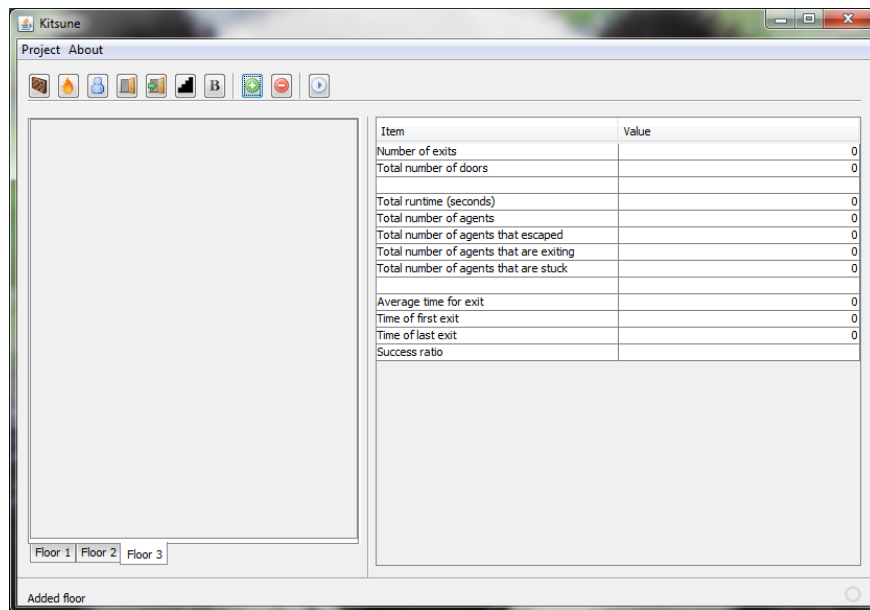 Kitsune
Project About
B
Item Value
Number of exits 0
Total number of doors 0
Total runtime (seconds) 0
Total number of agents 0
Total number of agents that escaped 0
Total number of agents that are exiting 0
Total number of agents that are stuck 0
Average time for exit 0
Time of first exit 0
Time of last exit 0
Success ratio
Floor 1 Floor 2 Floor 3
Added floor